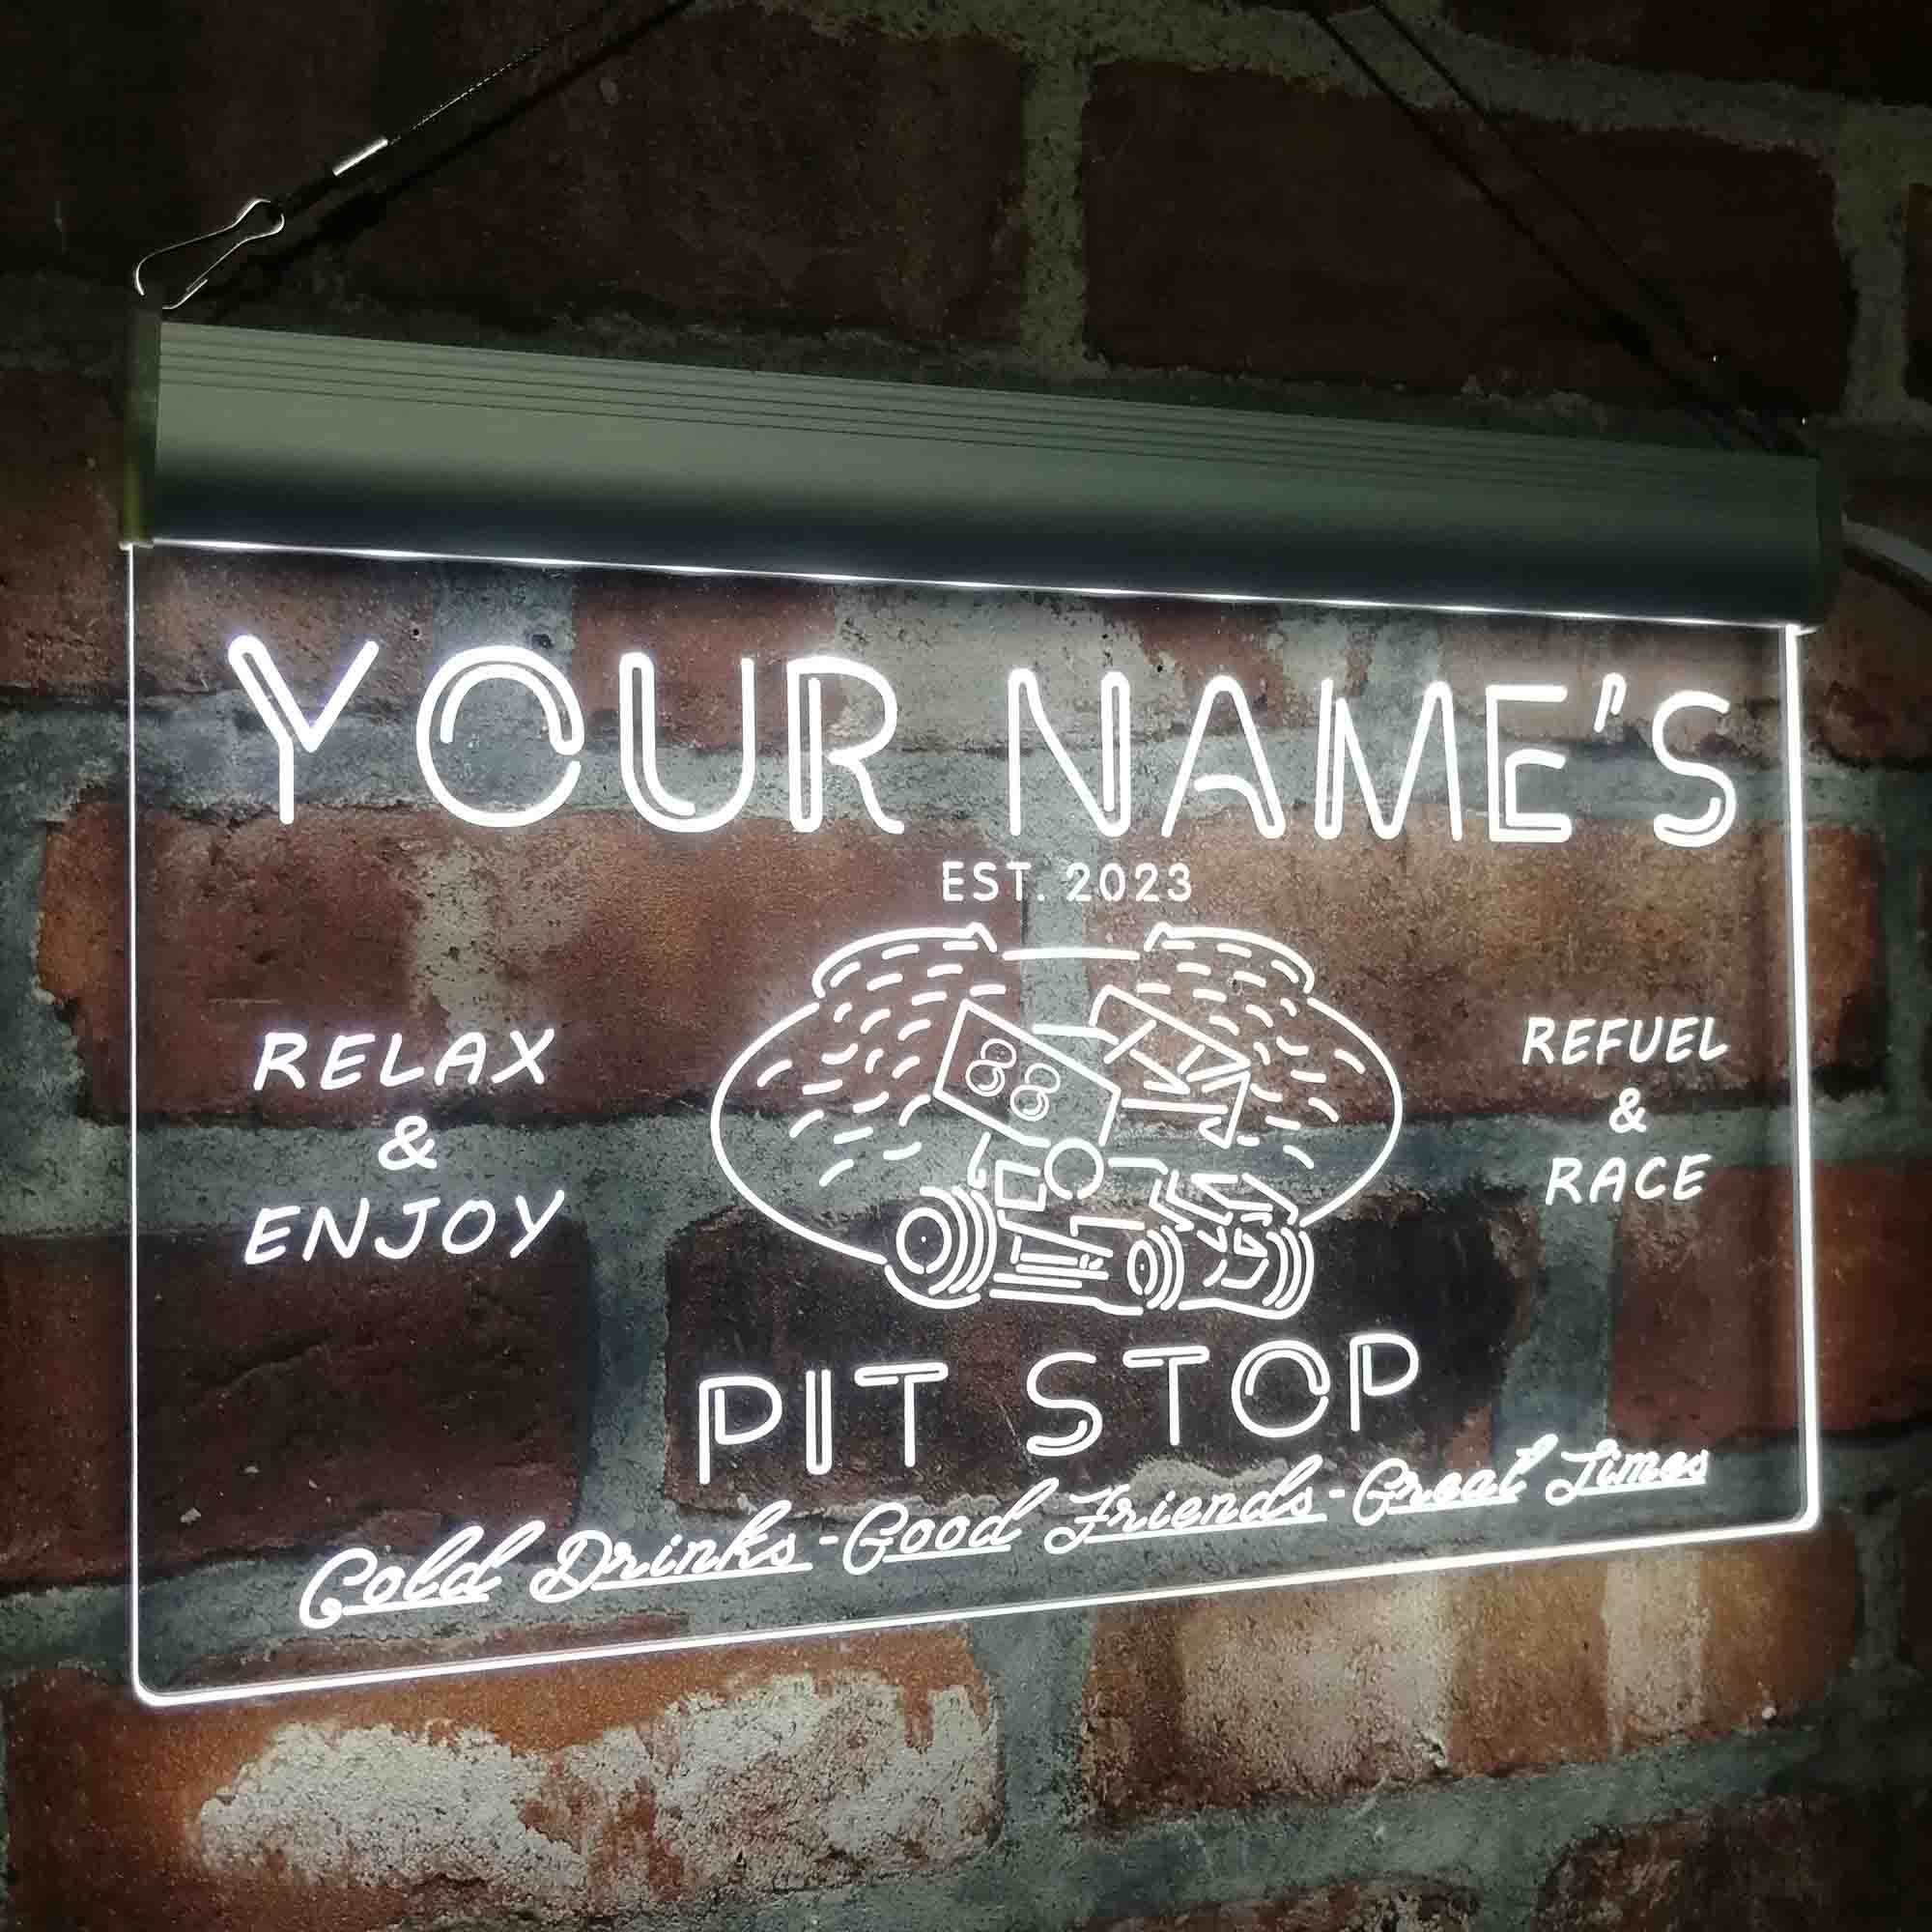 YOUR NAME'S
EST. 2023
88
RELAX
&
ENJOY
REFUEL
&
RACE
PIT STOP
Cold Drinks - Good Friends - Great Times